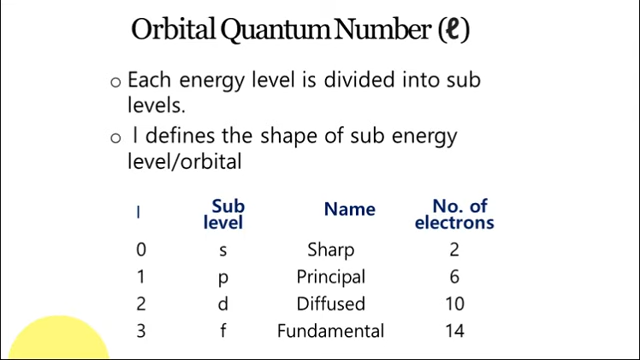 Orbital Quantum Number (ℓ)
○ Each energy level is divided into sub
levels.
○ l defines the shape of sub energy
level/orbital
l Sub level Name No. of electrons
0 s Sharp 2
1 p Principal 6
2 d Diffused 10
3 f Fundamental 14